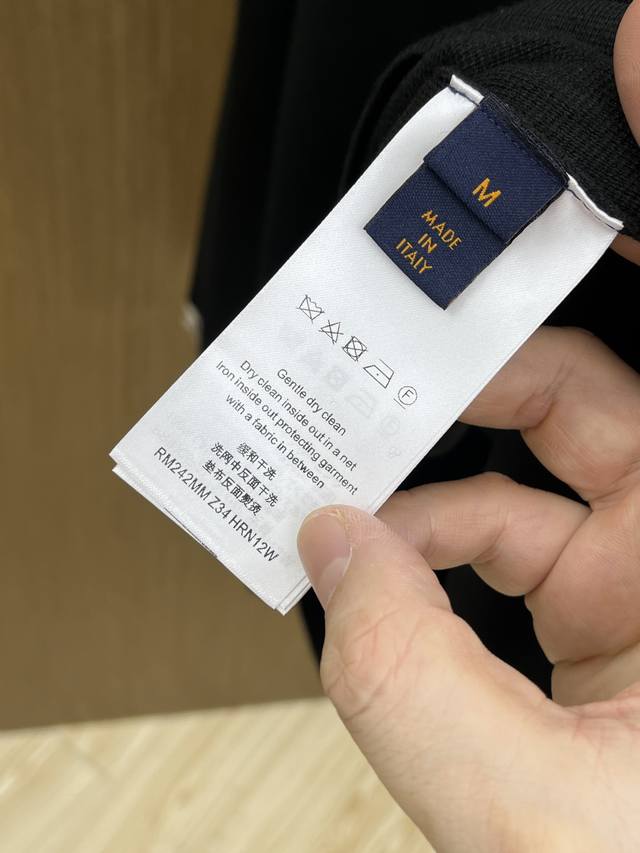 M
MADE
IN
ITALY
F
Gentle dry clean
Dry clean inside out in a net
Iron inside out protecting garment
with a fabric in between
缓和干洗
洗网中反面干洗
垫布反面熨烫
RM242MM Z34 HRN12W